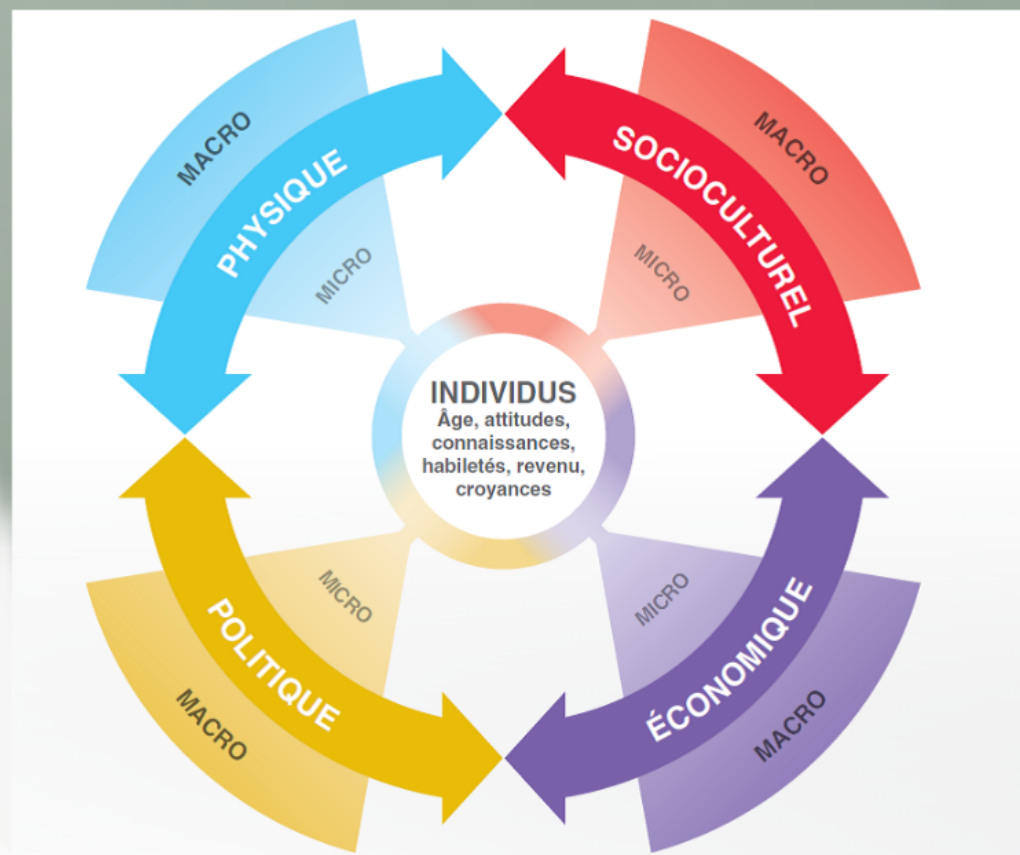 MACRO
PHYSIQUE
MICRO
MACRO
SOCIOCULTUREL
MICRO
INDIVIDUS
Âge, attitudes,
connaissances,
habiletés, revenu,
croyances
MICRO
POLITIQUE
MACRO
MICRO
ÉCONOMIQUE
MACRO